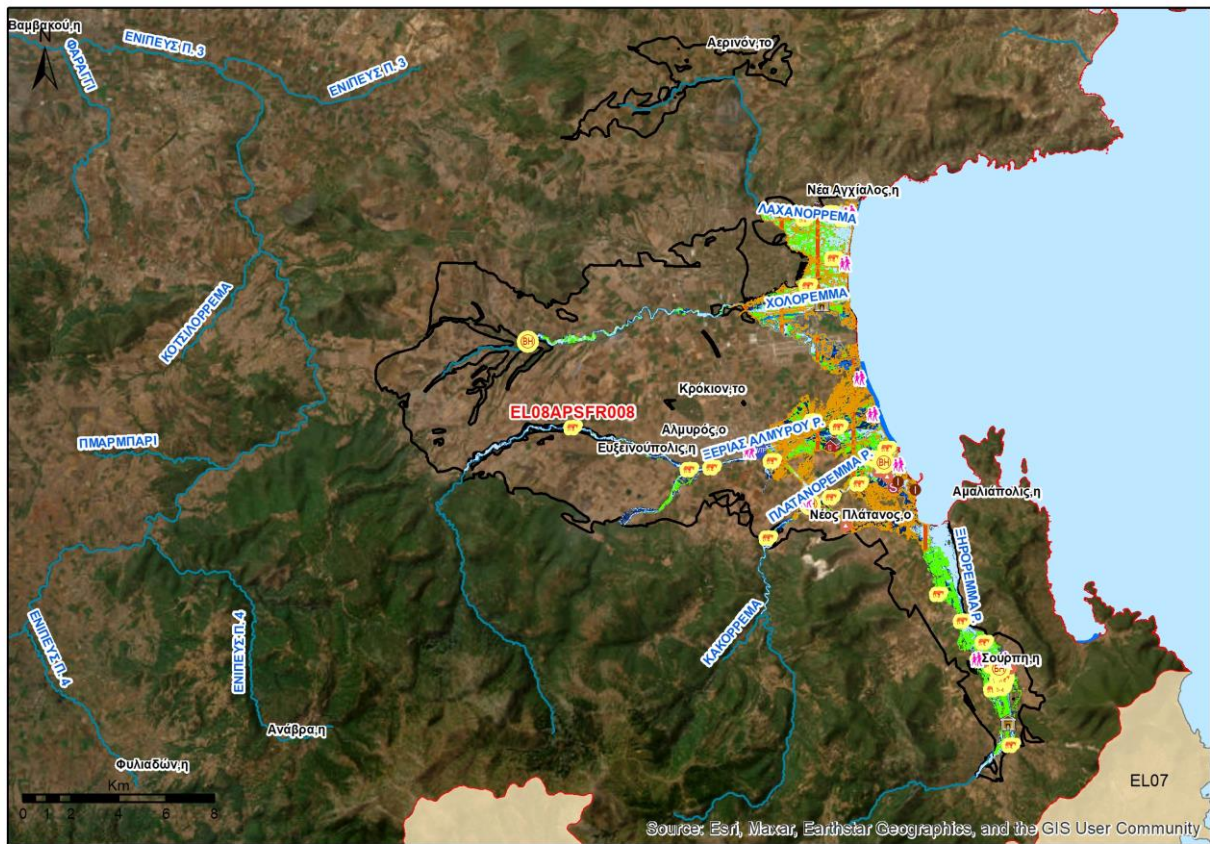 Βαμβακού,η
N
ΦΑΡΑΓΓΙ
ΕΝΙΠΕΥΣ Π. 3
ΕΝΙΠΕΥΣ Π. 3
Αερινόν,το
Νέα Αγχίαλος,η
ΛΑΧΑΝΟΡΡΕΜΑ
ΧΟΛΟΡΕΜΜΑ
ΚΟΤΣΙΛΟΡΡΕΜΑ
BH
Κρόκιον,το
EL08APSFR008
Αλμυρός,ο
Ευξεινούπολις,η
ΞΕΡΙΑΣ ΑΛΜΥΡΟΥ Ρ.
ΠΜΑΡΜΠΑΡΙ
ΠΛΑΤΑΝΟΡΕΜΜΑ Ρ.
BH
Αμαλιάπολις,η
Νέος Πλάτανος,ο
ΞΗΡΟΡΕΜΜΑ Ρ.
ΚΑΚΟΡΡΕΜΑ
ΕΝΙΠΕΥΣ Π. 4
ΕΝΙΠΕΥΣ Π. 4
Σούρπη,η
Ανάβρα,η
Φυλιαδών,η
Km
0 1 2 4 6 8
EL07
Source: Esri, Maxar, Earthstar Geographics, and the GIS User Community